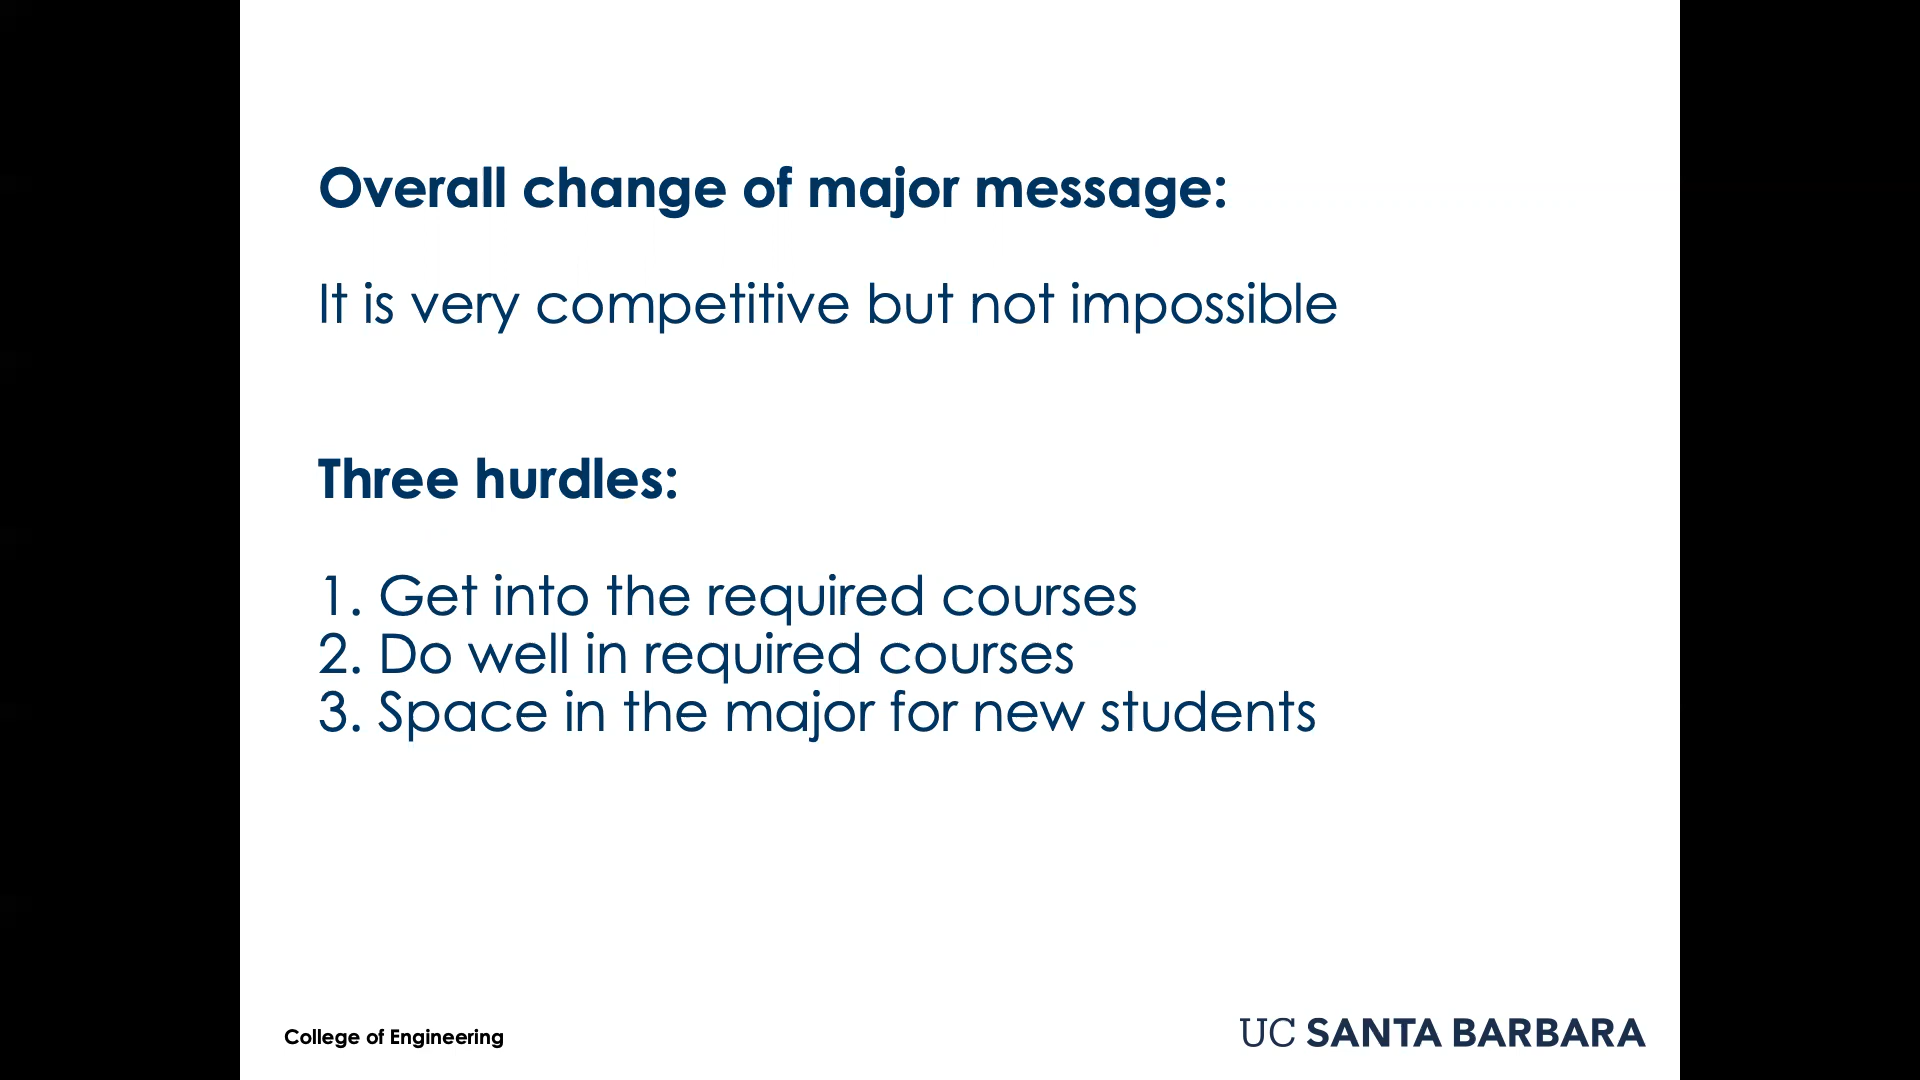 Overall change of major message:
It is very competitive but not impossible
Three hurdles:
1. Get into the required courses
2. Do well in required courses
3. Space in the major for new students
College of Engineering
UC SANTA BARBARA